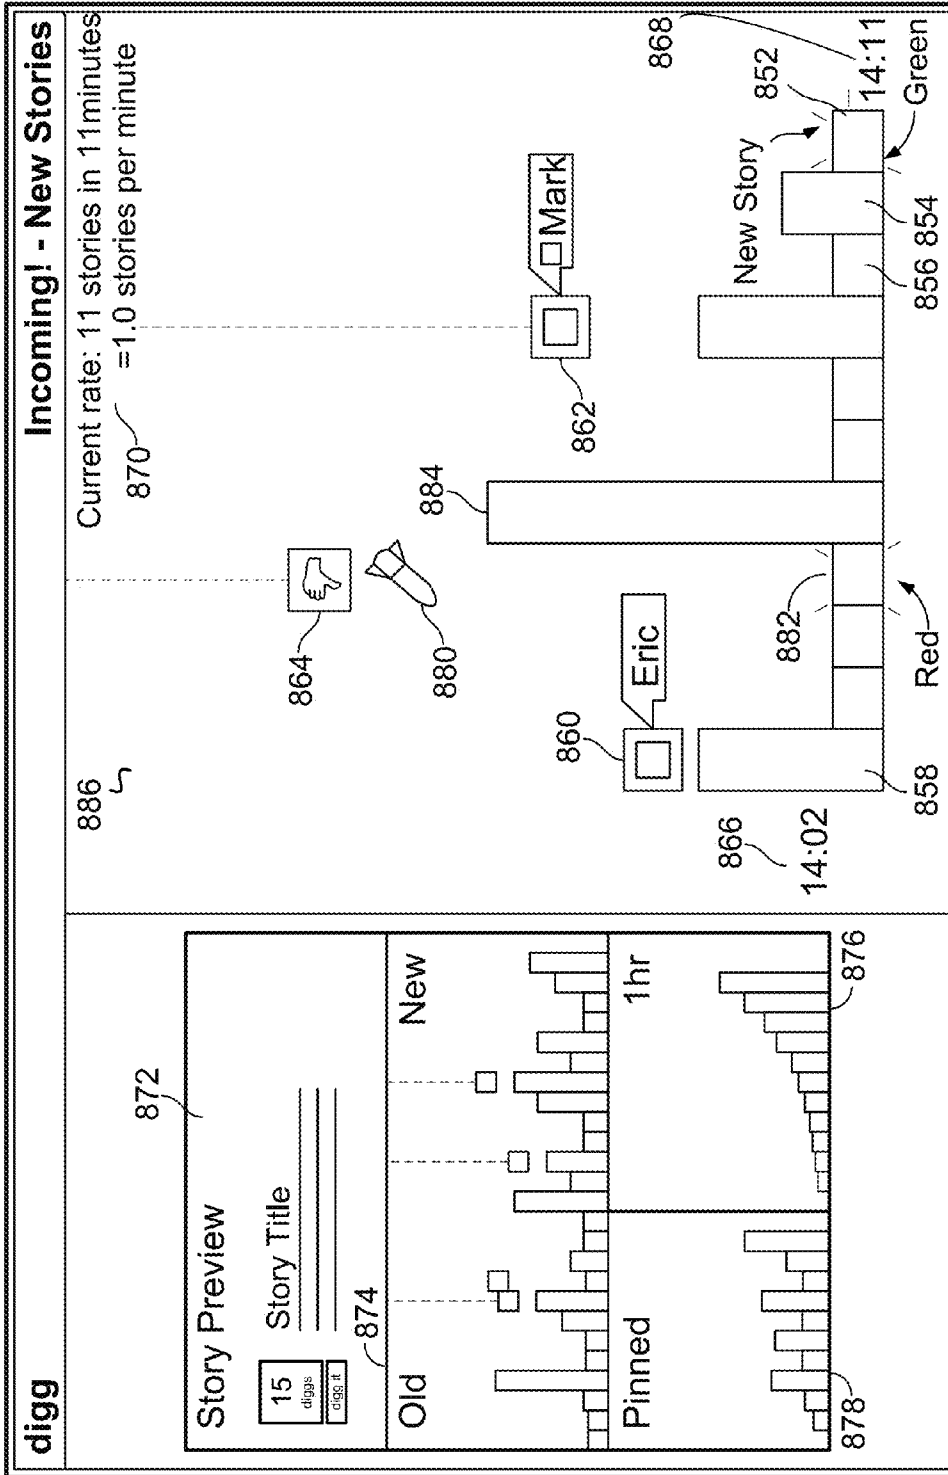 digg
Incoming! - New Stories
Story Preview
872
15
diggs
digg it
Story Title
874
Old
New
Pinned
1hr
878
876
886
Current rate: 11 stories in 11minutes
=1.0 stories per minute
870
864
880
884
862
Mark
860
Eric
866
14:02
858
882
Red
New Story
856
854
852
868
14:11
Green